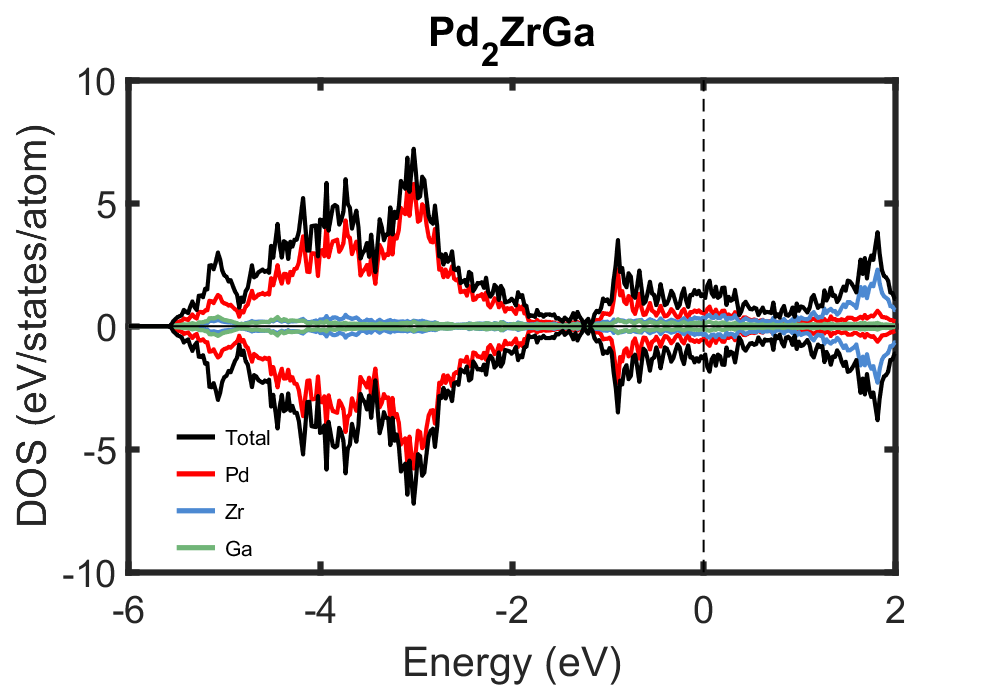 Pd₂ZrGa
DOS (eV/states/atom)
10
5
0
-5
-10
Total
Pd
Zr
Ga
-6 -4 -2 0 2
Energy (eV)